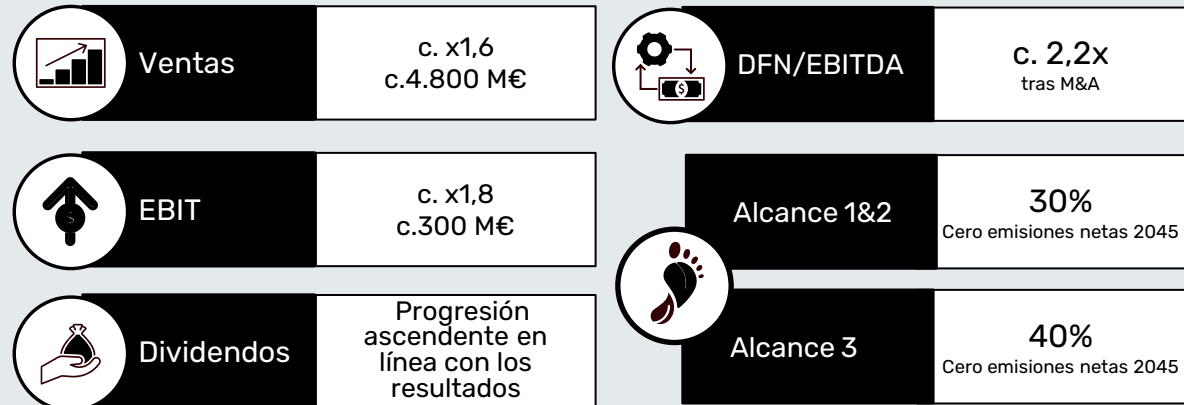 Ventas
c. x1,6
c.4.800 M€
EBIT
c. x1,8
c.300 M€
Dividendos
Progresión
ascendente en
línea con los
resultados
DFN/EBITDA
c. 2,2x
tras M&A
Alcance 1&2
30%
Cero emisiones netas 2045
Alcance 3
40%
Cero emisiones netas 2045